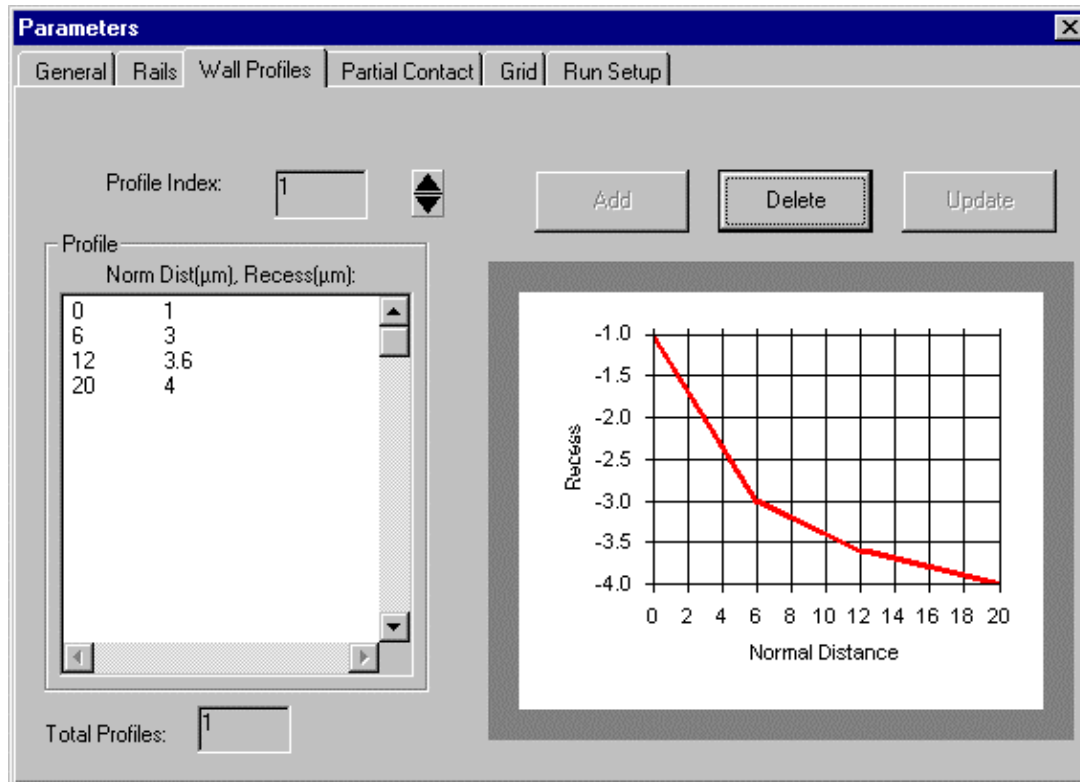 Parameters
General Rails Wall Profiles Partial Contact Grid Run Setup
Profile Index: 1
Add Delete Update
Profile
Norm Dist(µm), Recess(µm):
0 1
6 3
12 3.6
20 4
Total Profiles: 1
Recess
-1.0
-1.5
-2.0
-2.5
-3.0
-3.5
-4.0
0 2 4 6 8 10 12 14 16 18 20
Normal Distance